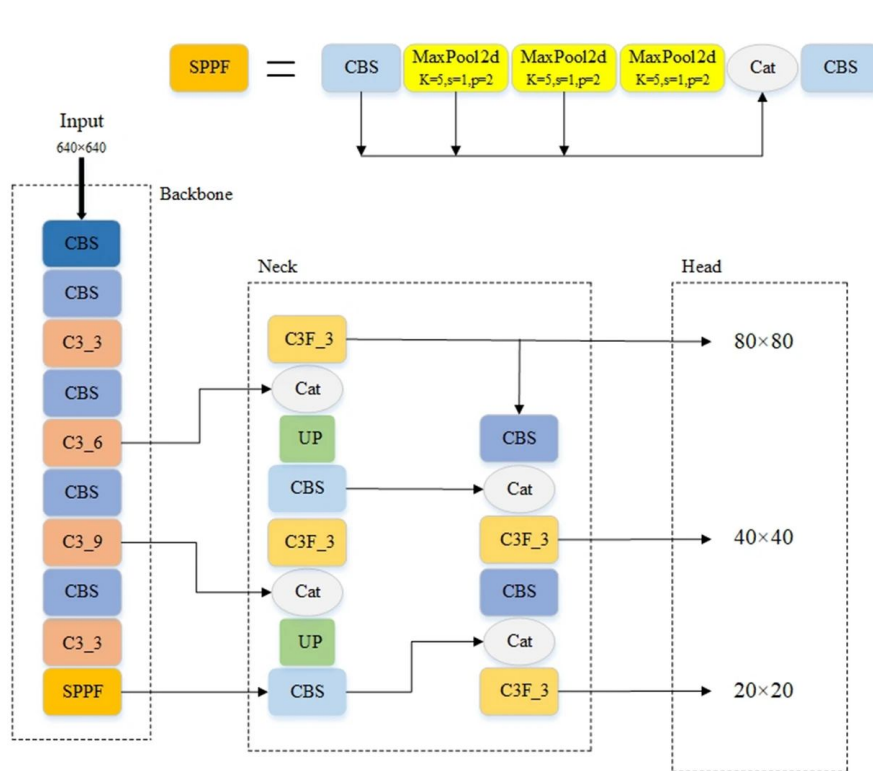 SPPF
CBS
MaxPool2d
K=5,s=1,p=2
MaxPool2d
K=5,s=1,p=2
MaxPool2d
K=5,s=1,p=2
Cat
CBS
Input
640×640
Backbone
CBS
CBS
C3_3
CBS
C3_6
CBS
C3_9
CBS
C3_3
SPPF
Neck
C3F_3
Cat
UP
CBS
C3F_3
Cat
UP
CBS
CBS
Cat
C3F_3
CBS
Cat
C3F_3
Head
80×80
40×40
20×20